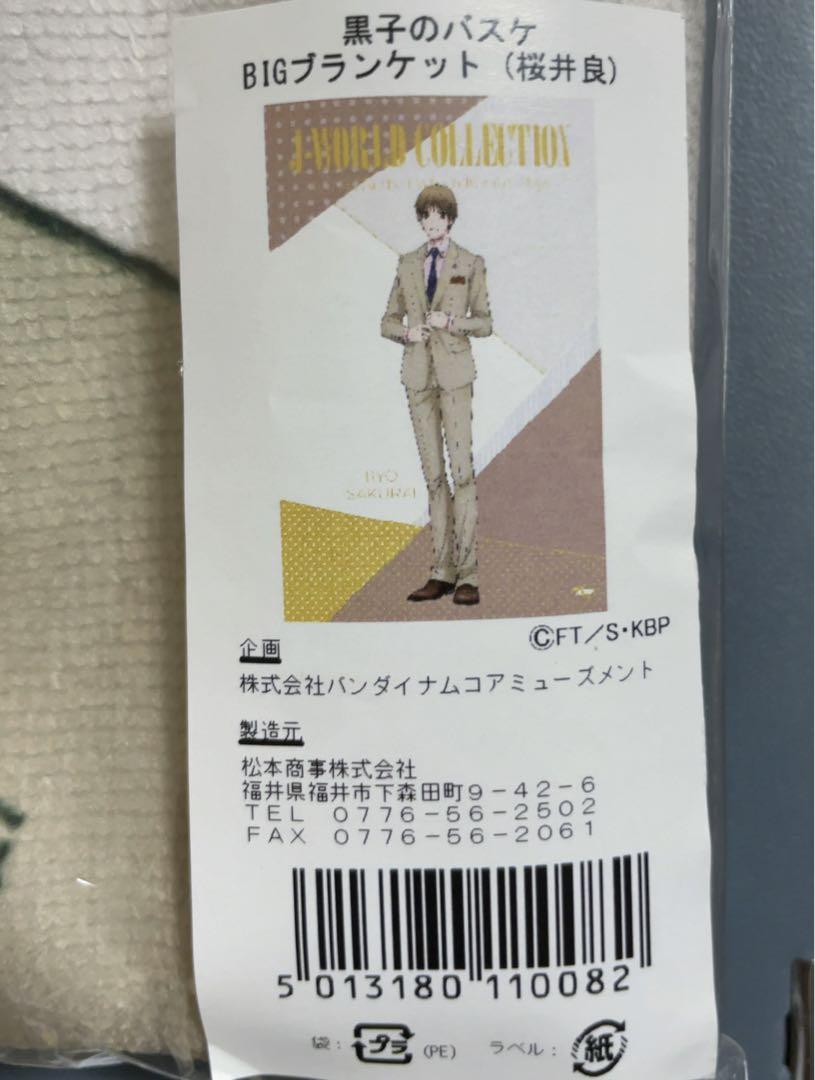 黒子のバスケ
BIGブランケット（桜井良）
J-WORLD COLLECTION
RYO
SAKURAI
©FT／S・KBP
企画
株式会社バンダイナムコアミューズメント
製造元
松本商事株式会社
福井県福井市下森田町９－４２－６
ＴＥＬ　０７７６－５６－２５０２
ＦＡＸ　０７７６－５６－２０６１
5 013180 110082
袋： プラ (PE) ラベル： 紙